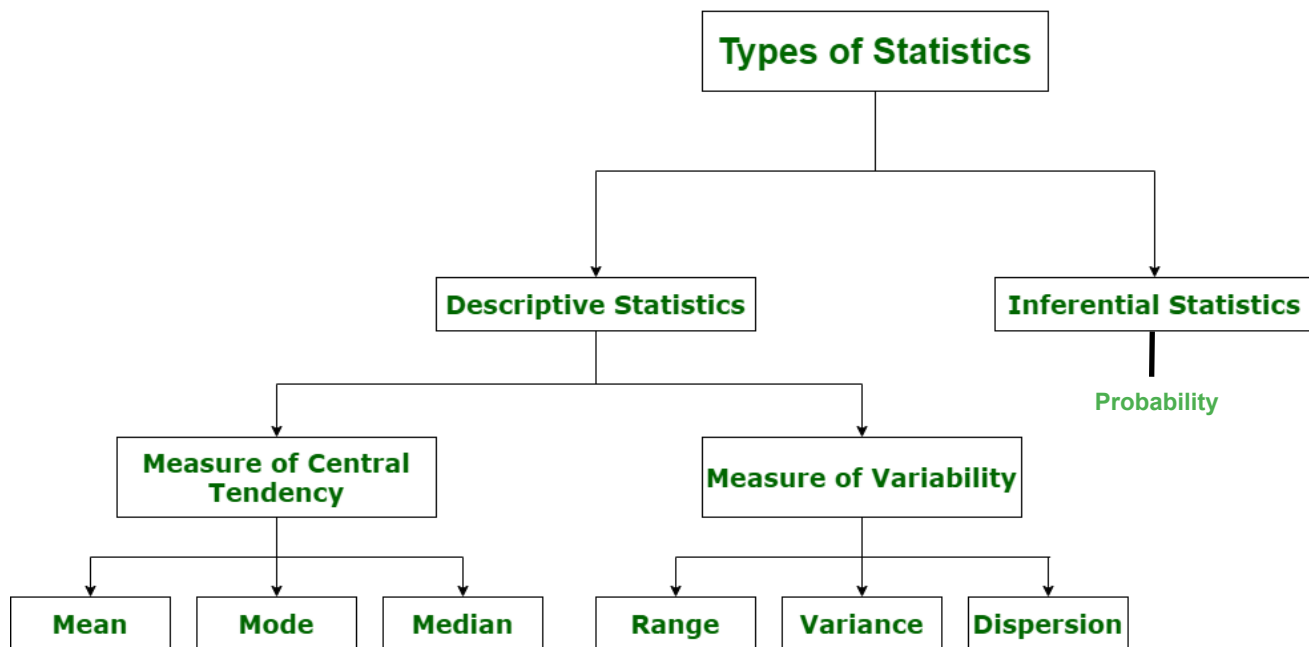 Types of Statistics
Descriptive Statistics
Inferential Statistics
Probability
Measure of Central
Tendency
Measure of Variability
Mean
Mode
Median
Range
Variance
Dispersion